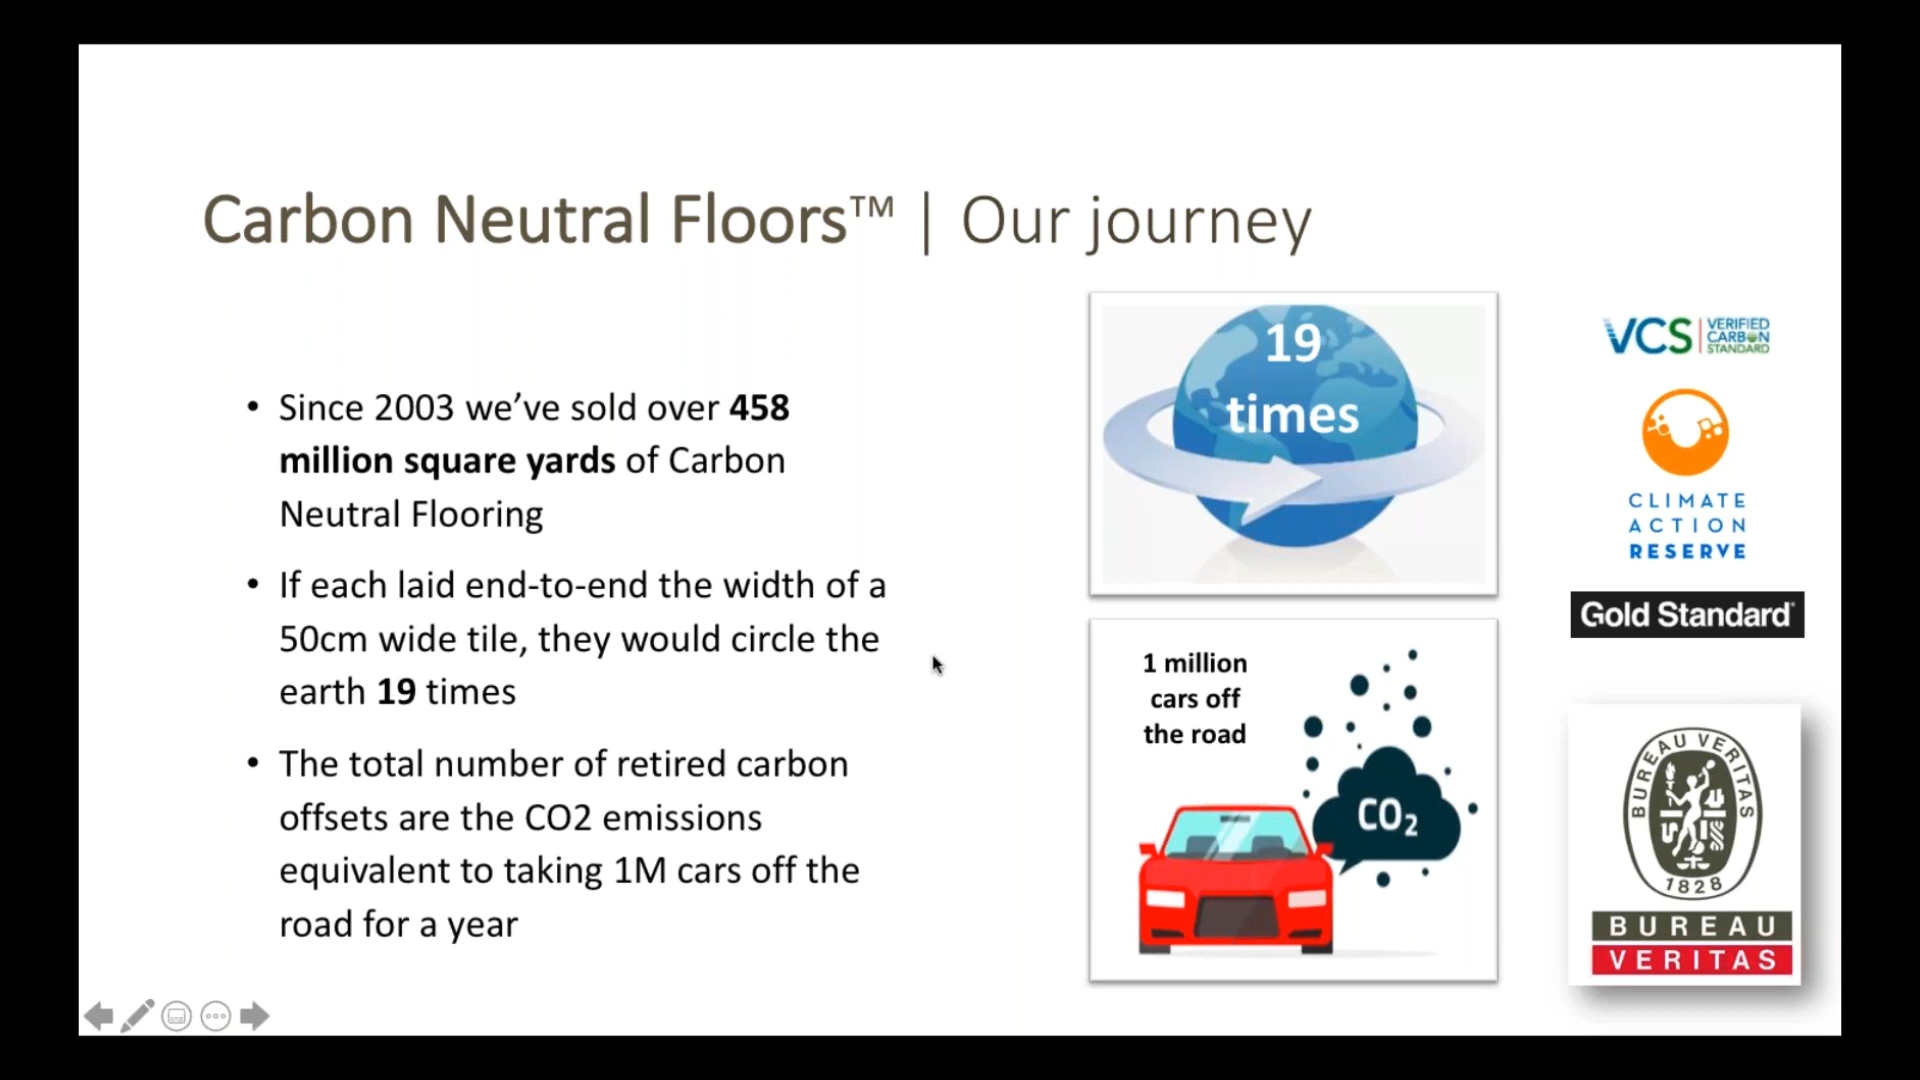 Carbon Neutral Floors™ | Our journey
• Since 2003 we’ve sold over 458
million square yards of Carbon
Neutral Flooring
• If each laid end-to-end the width of a
50cm wide tile, they would circle the
earth 19 times
• The total number of retired carbon
offsets are the CO2 emissions
equivalent to taking 1M cars off the
road for a year
19
times
1 million
cars off
the road
CO₂
VCS
VERIFIED
CARBON
STANDARD
CLIMATE
ACTION
RESERVE
Gold Standard
BUREAU VERITAS
1828
BUREAU
VERITAS